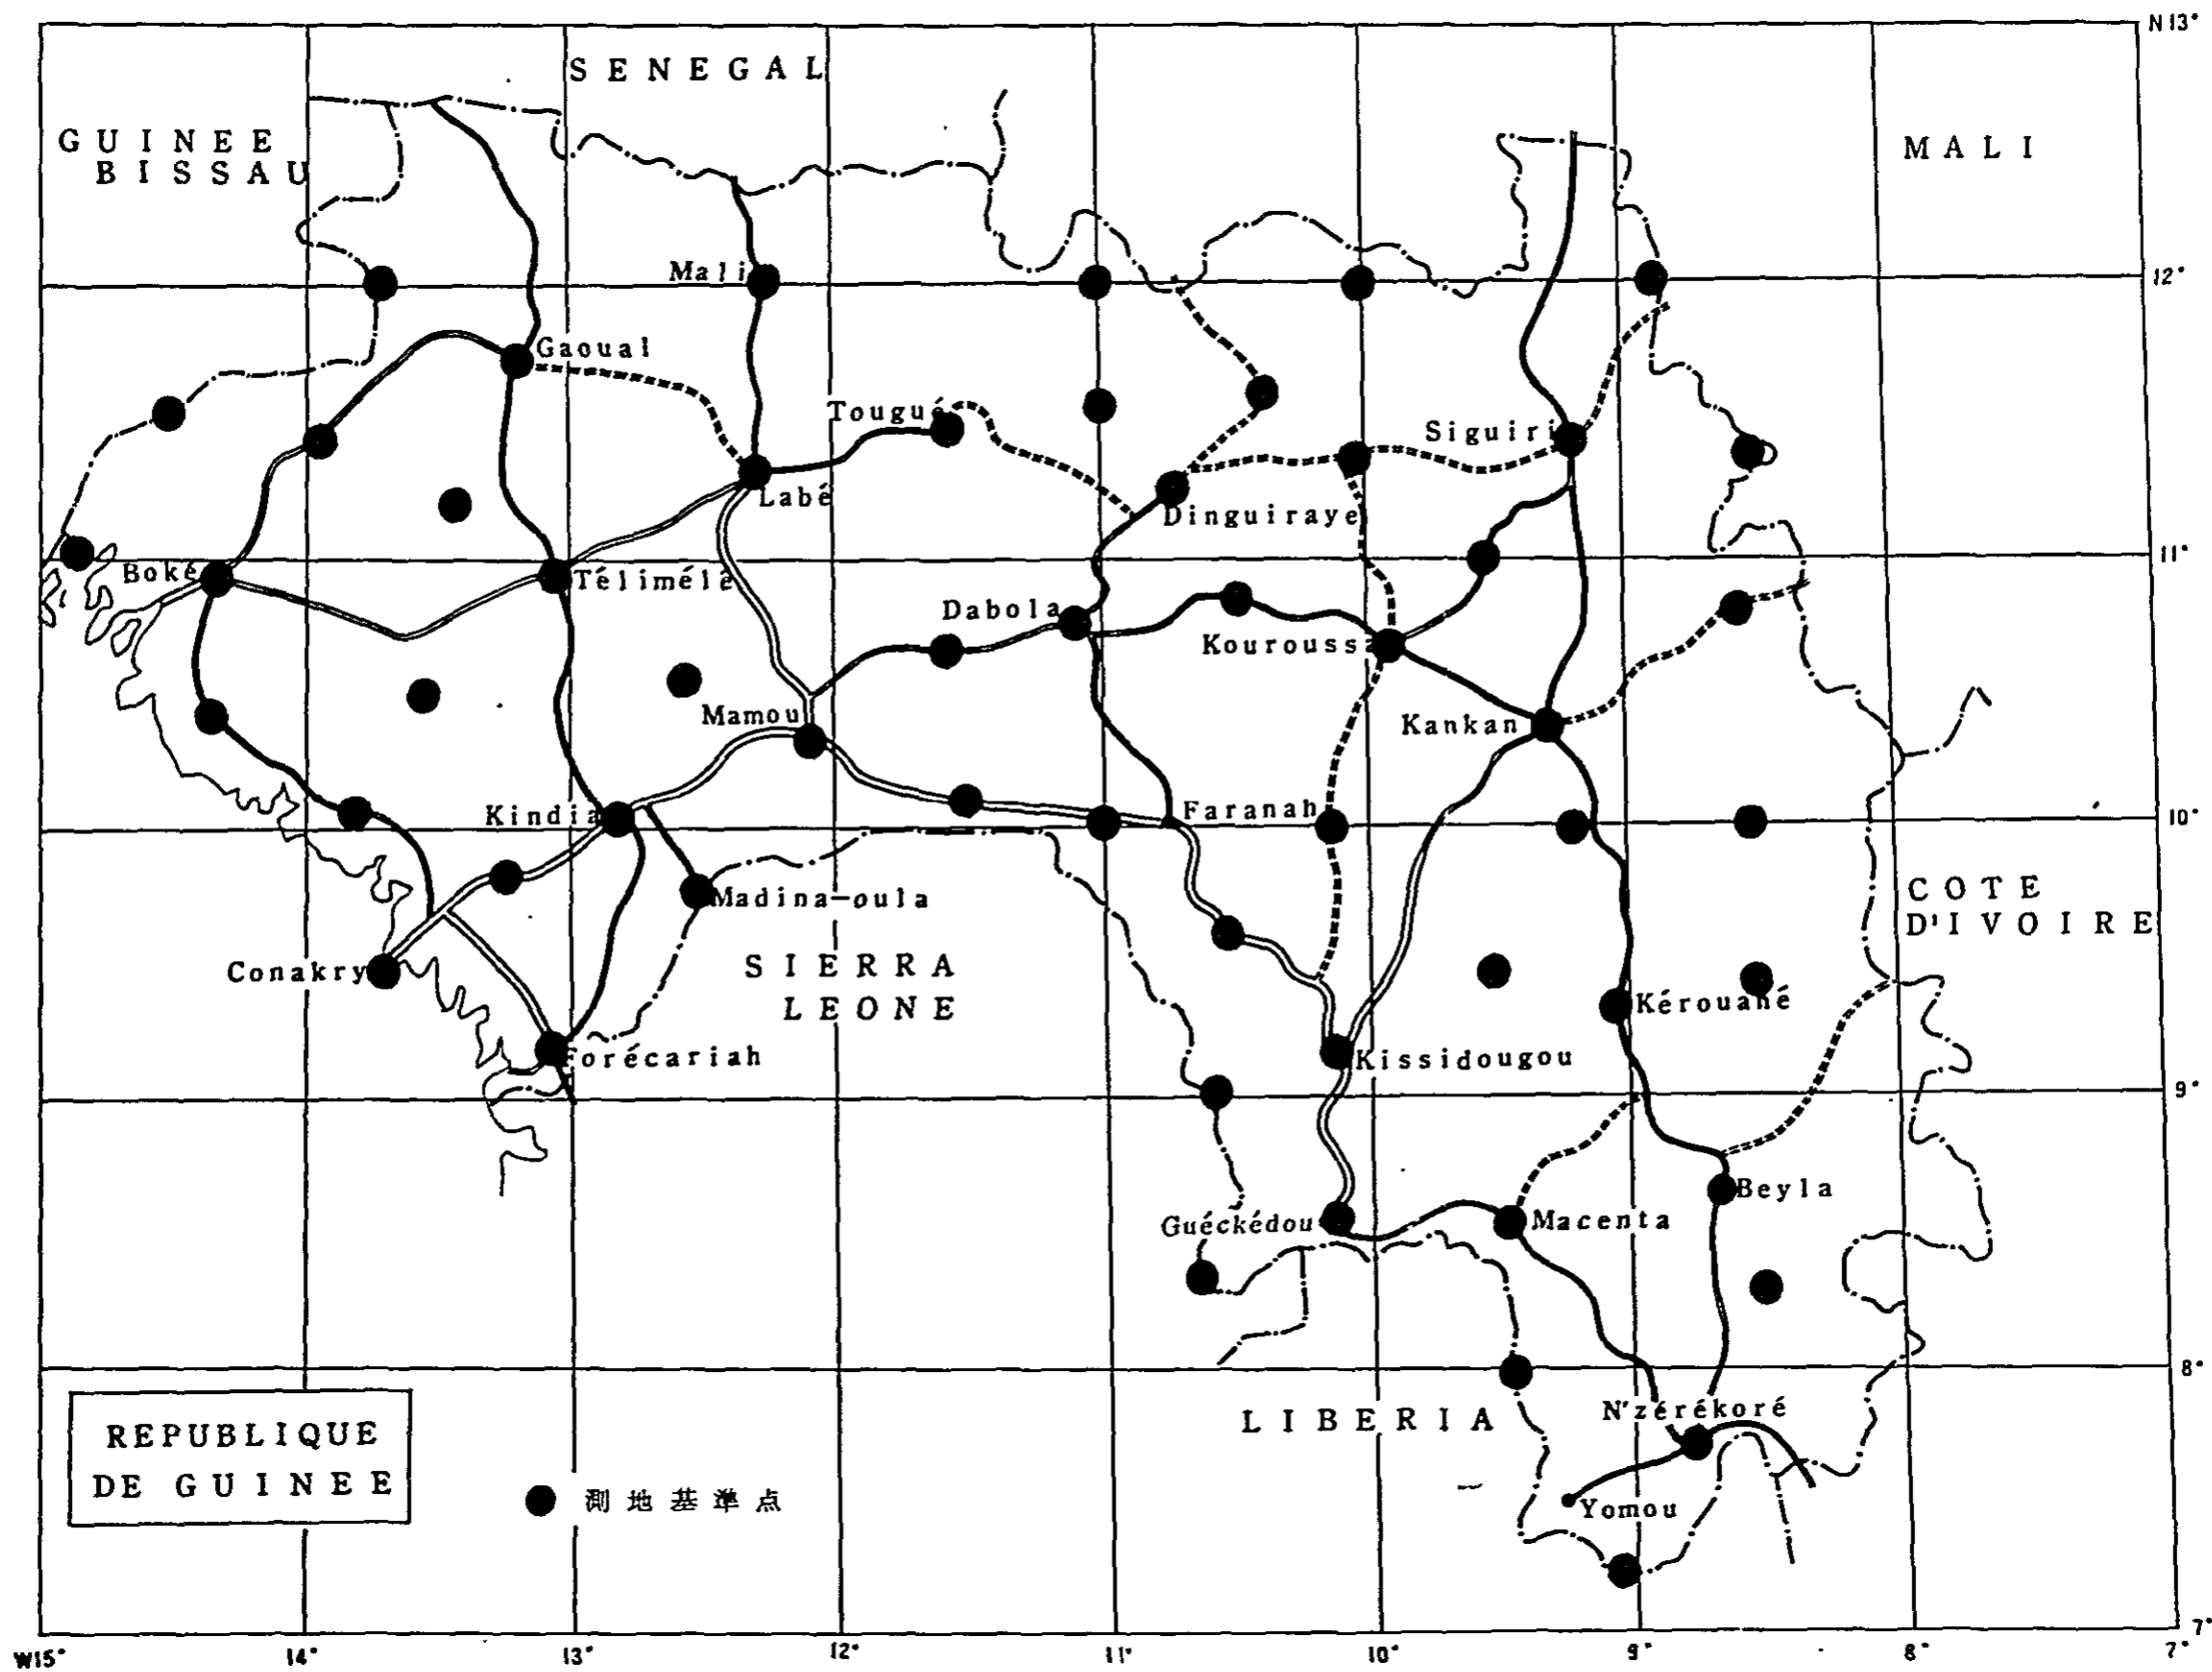 N13°
SENEGAL
GUINEE
BISSAU
MALI
Mali
12°
Gaoual
Tougué
Siguiri
Labé
Dinguiraye
11°
Boké
Télimélé
Dabola
Kouroussa
Mamou
Kankan
Kindia
Faranah
10°
Madina-oula
COTE
D'IVOIRE
Conakry
SIERRA
LEONE
Kérouané
Forécariah
Kissidougou
9°
Beyla
Guéckédou
Macenta
8°
N'zérékoré
LIBERIA
REPUBLIQUE
DE GUINEE
測地基準点
Yomou
7°
W15°
14°
13°
12°
11°
10°
9°
8°
7°